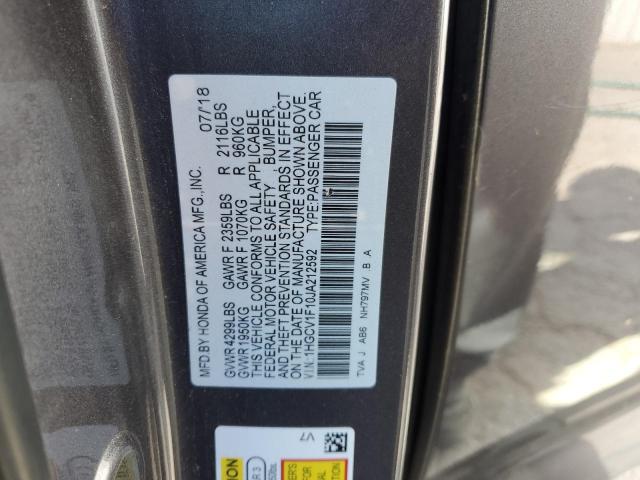 MFD BY HONDA OF AMERICA MFG., INC. 07/18
GVWR 4299LBS GAWR F 2359LBS R 2116LBS
GVWR 1950KG GAWR F 1070KG R 960KG
THIS VEHICLE CONFORMS TO ALL APPLICABLE
FEDERAL MOTOR VEHICLE SAFETY , BUMPER,
AND THEFT PREVENTION STANDARDS IN EFFECT
ON THE DATE OF MANUFACTURE SHOWN ABOVE.
VIN:1HGCV1F10JA212592 TYPE:PASSENGER CAR
TVA J AB6 NH797MV .B .A
V7